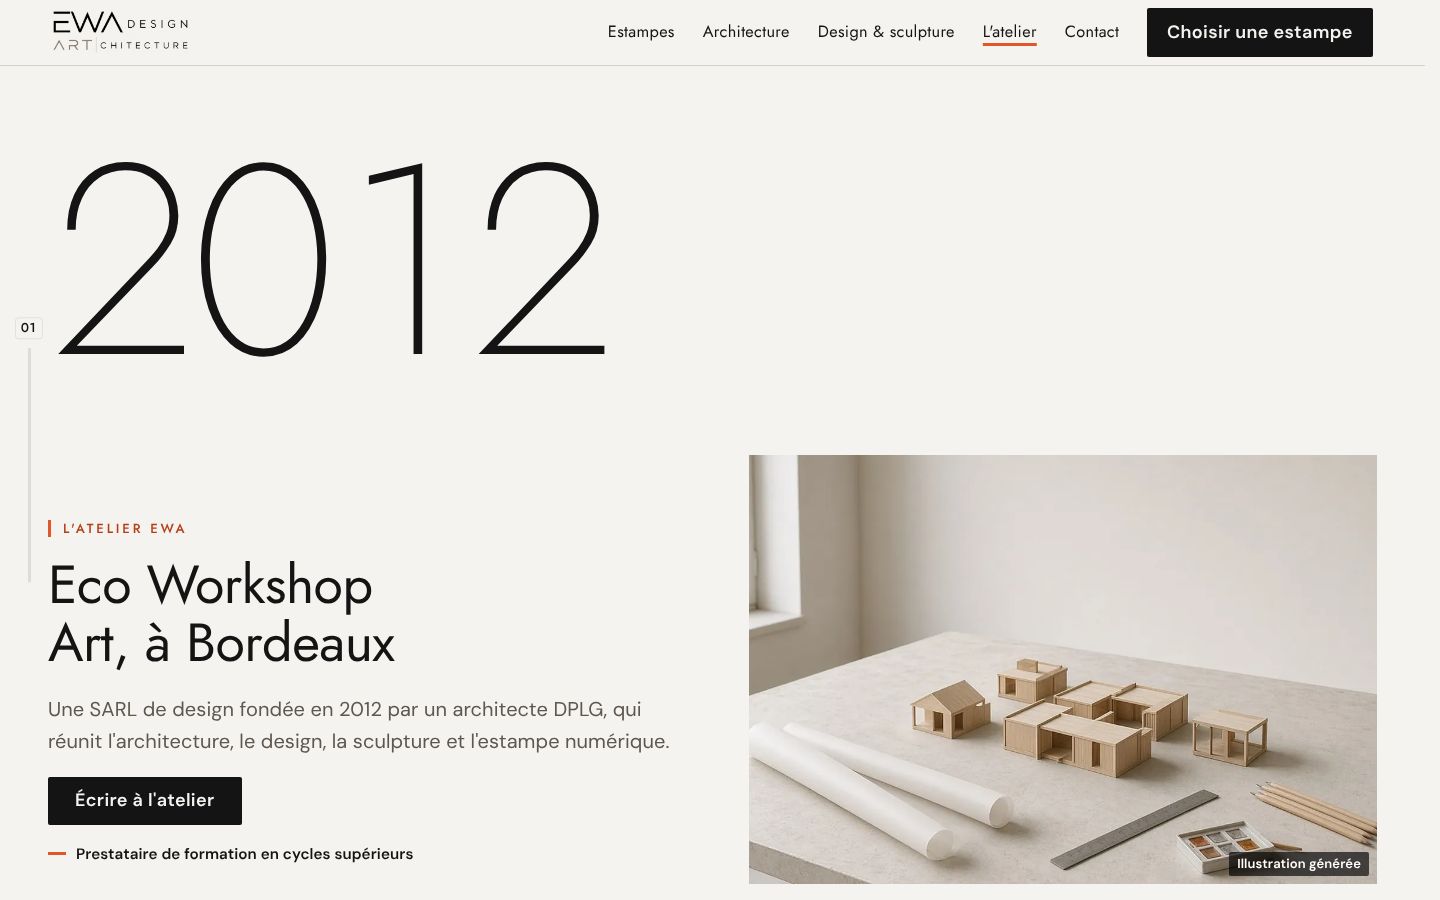 EWA DESIGN
ARTCHITECTURE
Estampes
Architecture
Design & sculpture
L'atelier
Contact
Choisir une estampe
2012
01
L'ATELIER EWA
Eco Workshop
Art, à Bordeaux
Une SARL de design fondée en 2012 par un architecte DPLG, qui
réunit l'architecture, le design, la sculpture et l'estampe numérique.
Écrire à l'atelier
Prestataire de formation en cycles supérieurs
Illustration générée